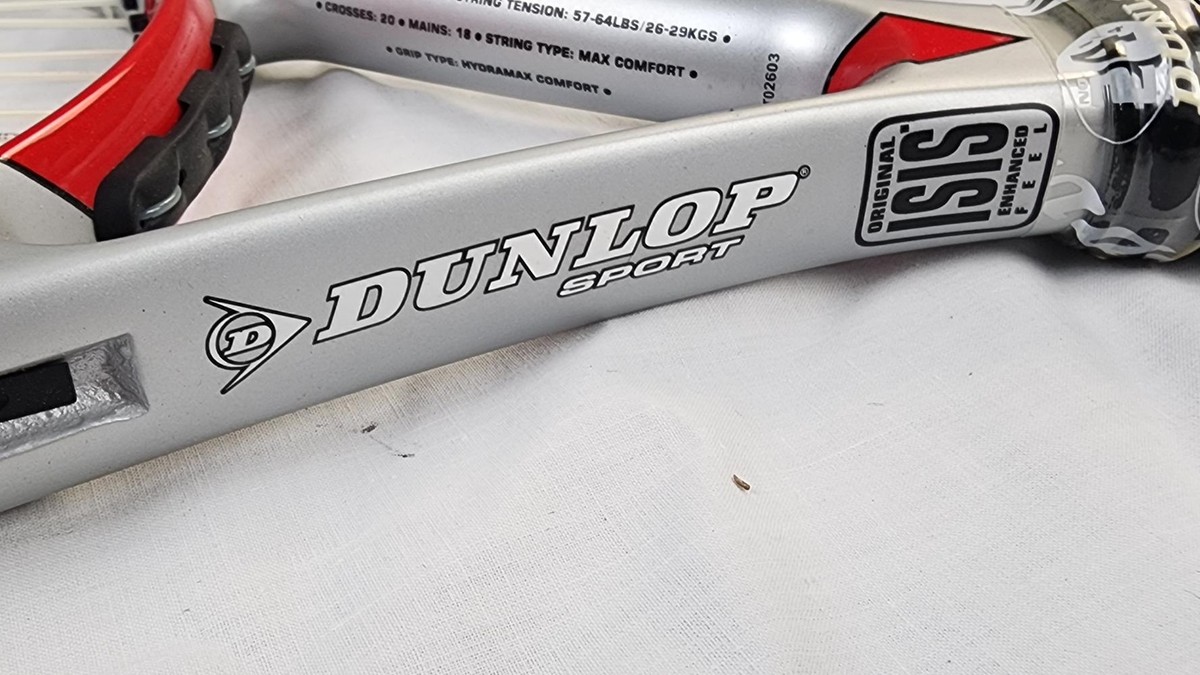 STRING TENSION: 57-64LBS/26-29KGS ●
● CROSSES: 20 ● MAINS: 18 ● STRING TYPE: MAX COMFORT ●
● GRIP TYPE: HYDRAMAX COMFORT ●
T02603
D DUNLOP®
SPORT
ORIGINAL
ISIS
ENHANCED
FEEL